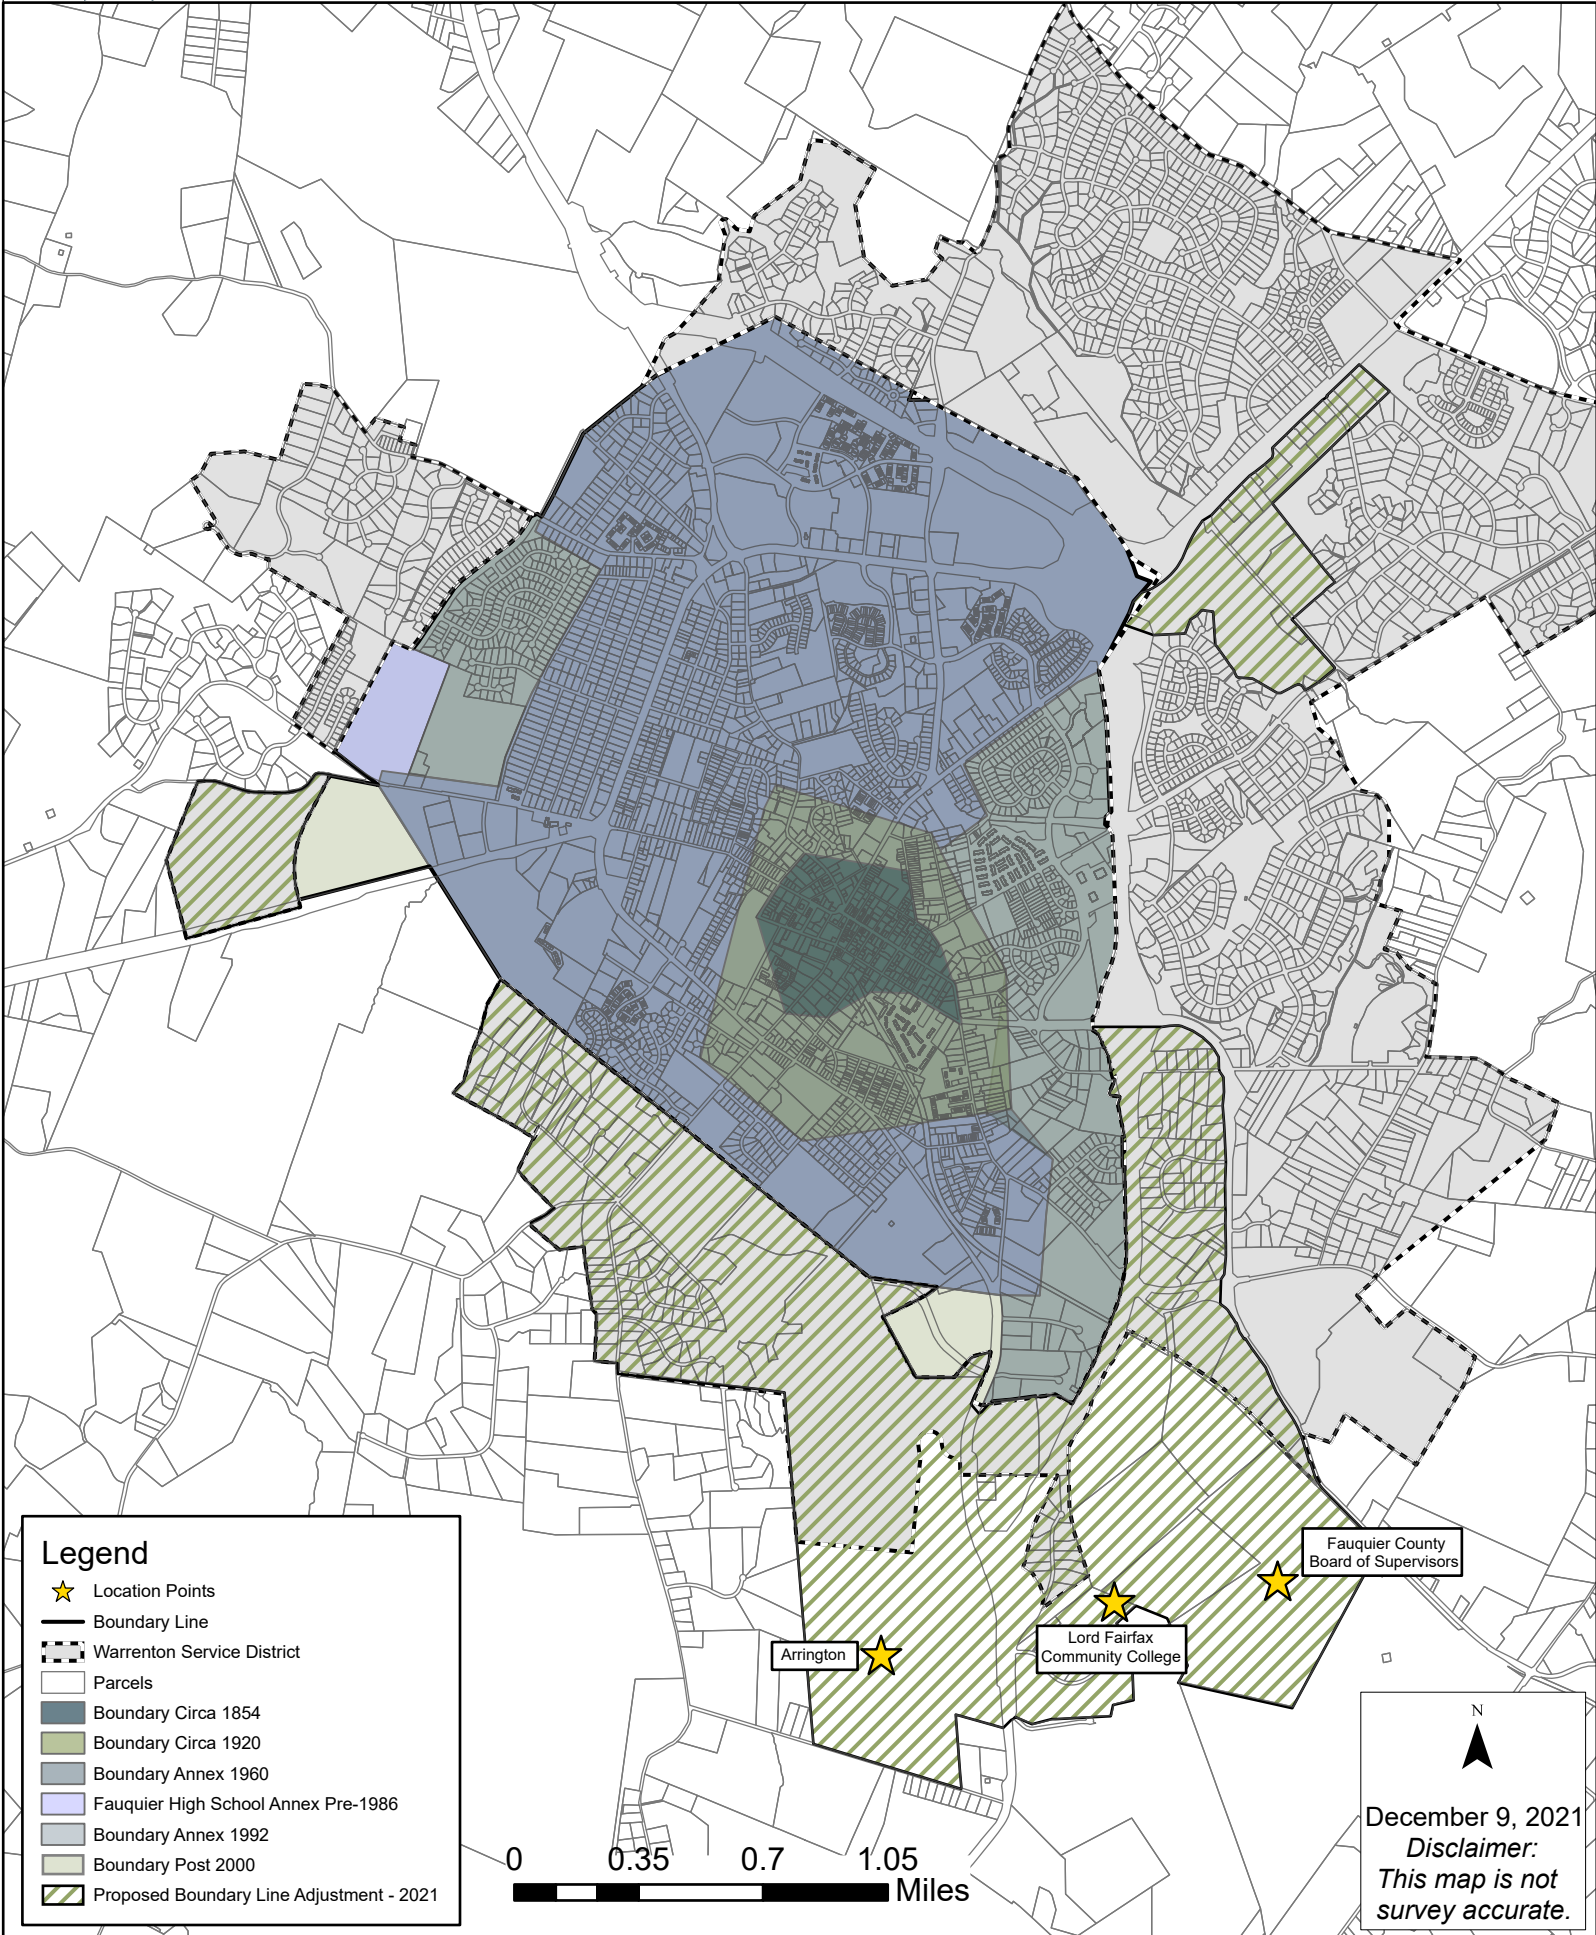 Fauquier County
Board of Supervisors
Lord Fairfax
Community College
Arrington
Legend
Location Points
Boundary Line
Warrenton Service District
Parcels
Boundary Circa 1854
Boundary Circa 1920
Boundary Annex 1960
Fauquier High School Annex Pre-1986
Boundary Annex 1992
Boundary Post 2000
Proposed Boundary Line Adjustment - 2021
0 0.35 0.7 1.05
Miles
N
December 9, 2021
Disclaimer:
This map is not
survey accurate.